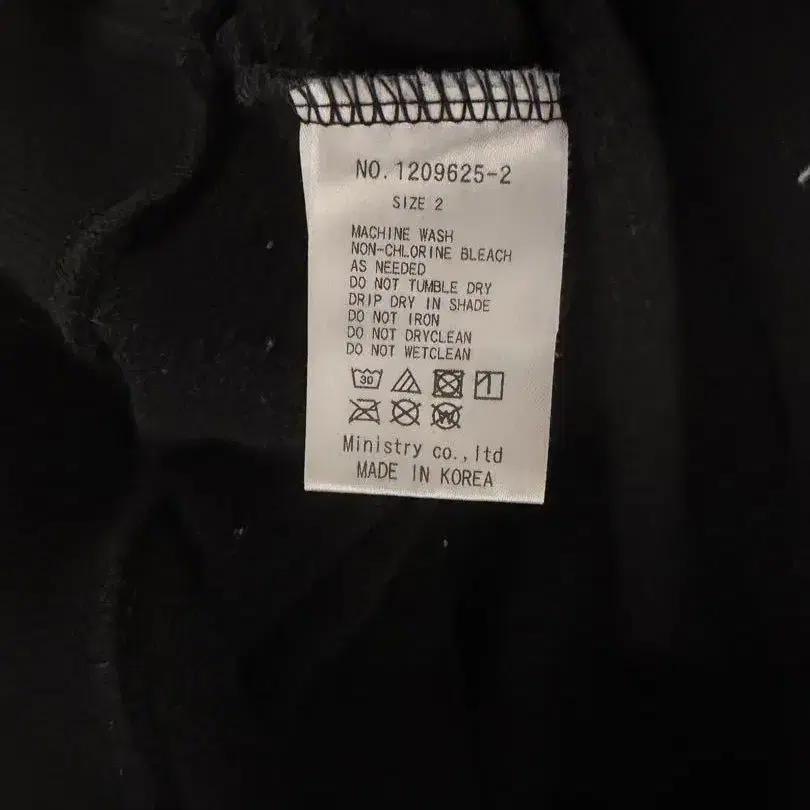 NO. 1209625-2
SIZE 2
MACHINE WASH
NON-CHLORINE BLEACH
AS NEEDED
DO NOT TUMBLE DRY
DRIP DRY IN SHADE
DO NOT IRON
DO NOT DRYCLEAN
DO NOT WETCLEAN
30
W
Ministry co.,ltd
MADE IN KOREA